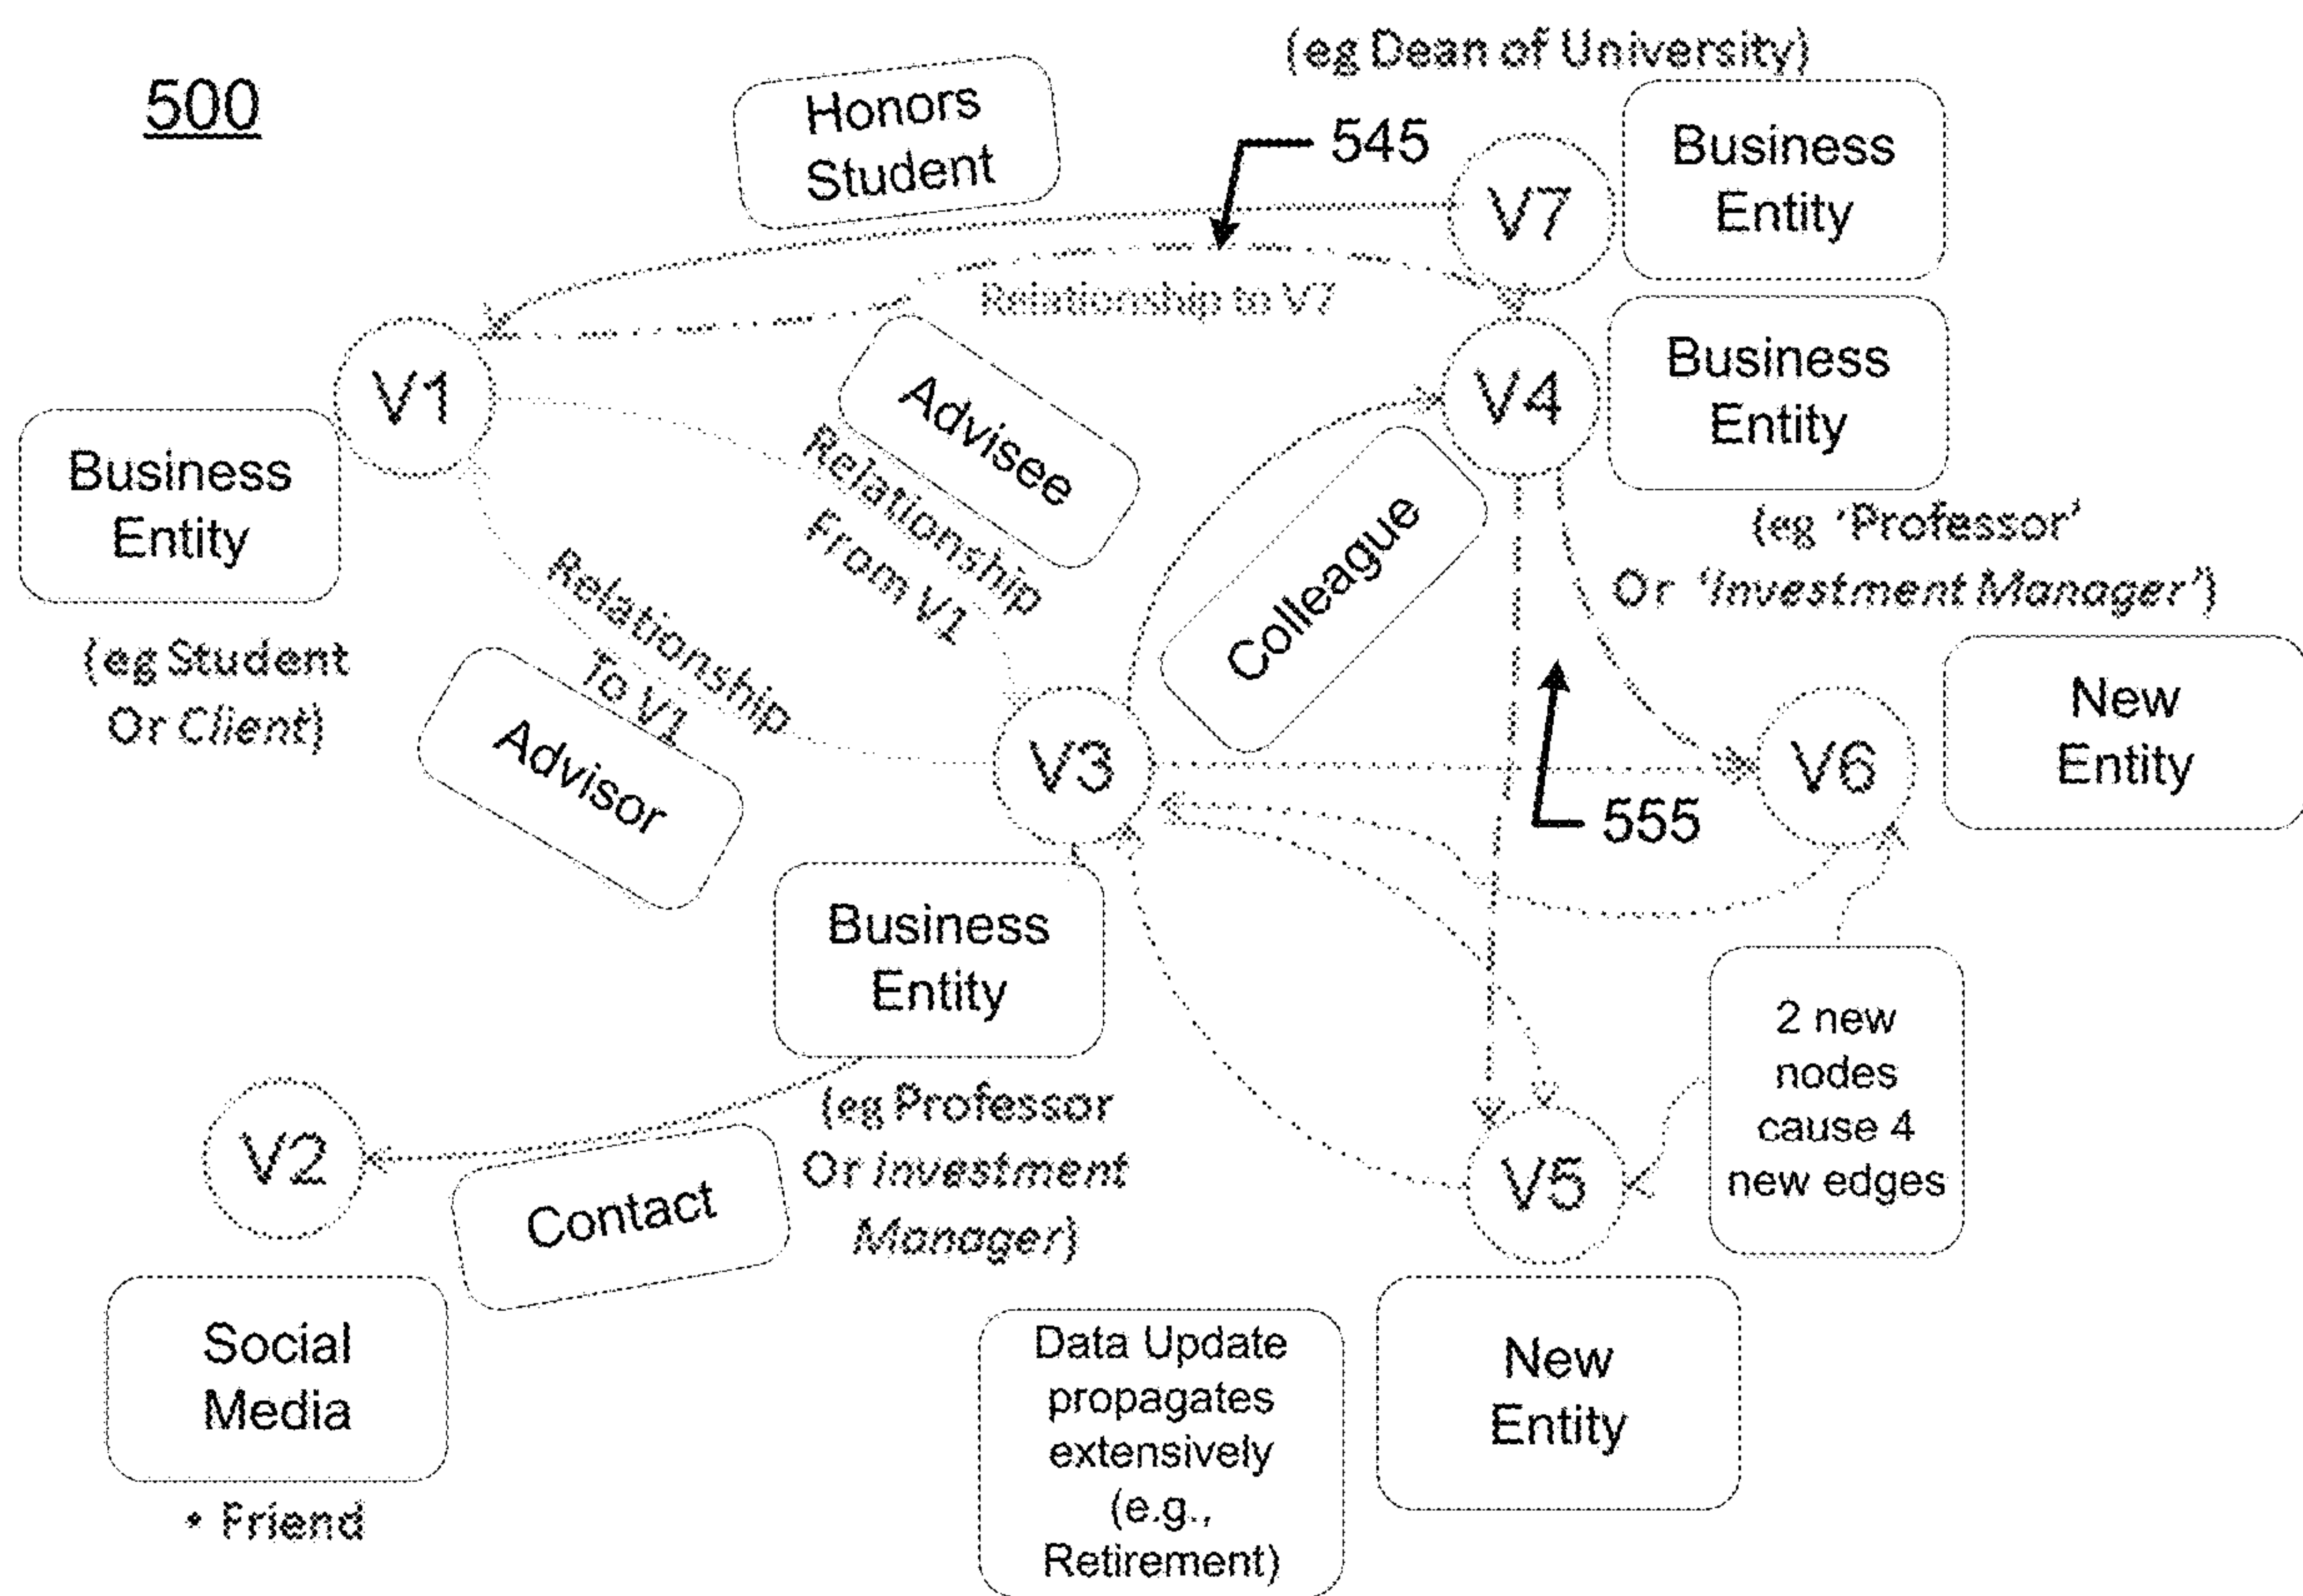 500
(eg Dean of University)
Honors
Student
545
V7
Business
Entity
Relationship to V7
V1
Business
Entity
(eg Student
Or Client)
Advisee
Relationship
From V1
V4
Business
Entity
(eg 'Professor'
Or 'Investment Manager')
Colleague
Relationship
To V1
Advisor
V3
555
V6
New
Entity
Business
Entity
(eg Professor
Or Investment
Manager)
2 new
nodes
cause 4
new edges
V2
Contact
V5
Social
Media
• Friend
Data Update
propagates
extensively
(e.g.,
Retirement)
New
Entity